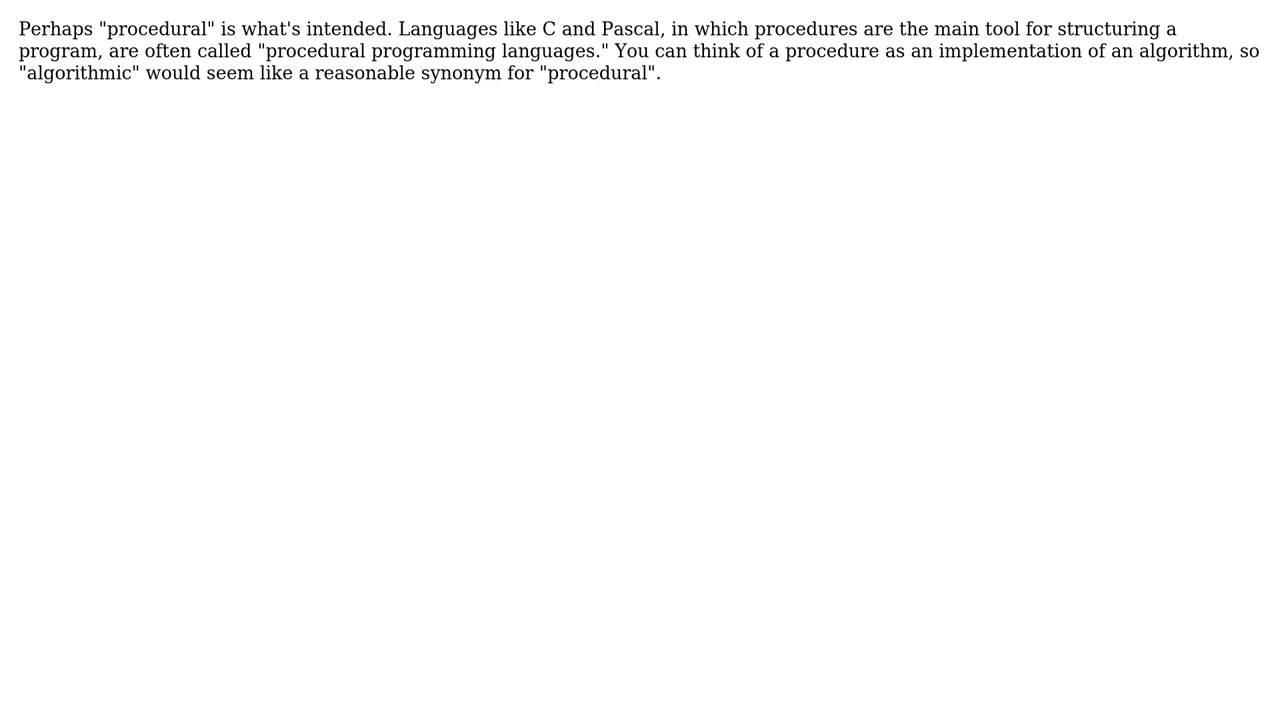 Perhaps "procedural" is what's intended. Languages like C and Pascal, in which procedures are the main tool for structuring a
program, are often called "procedural programming languages." You can think of a procedure as an implementation of an algorithm, so
"algorithmic" would seem like a reasonable synonym for "procedural".